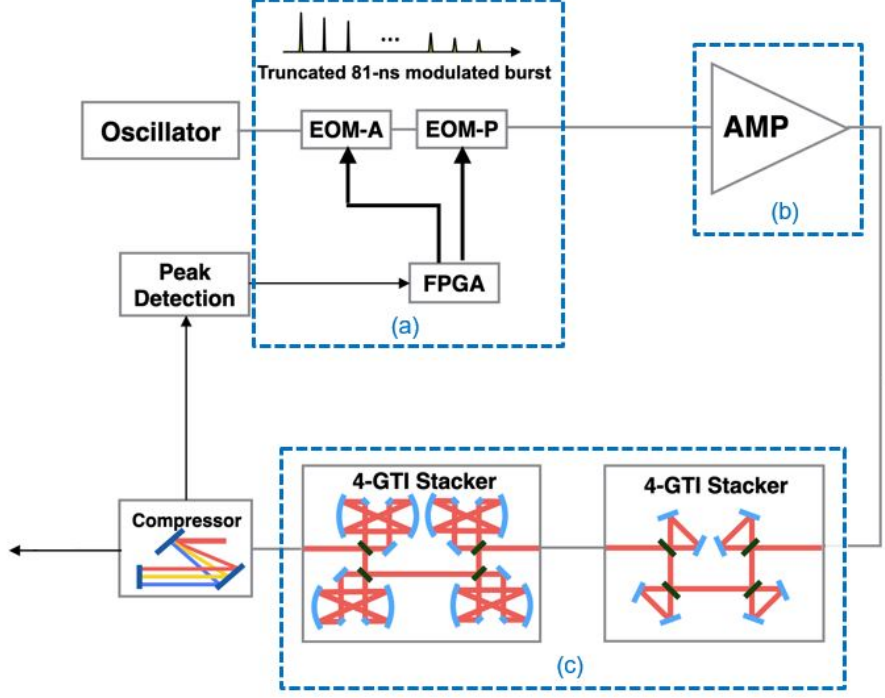 ...
Truncated 81-ns modulated burst
Oscillator
EOM-A
EOM-P
AMP
(b)
Peak
Detection
FPGA
(a)
4-GTI Stacker
4-GTI Stacker
Compressor
(c)